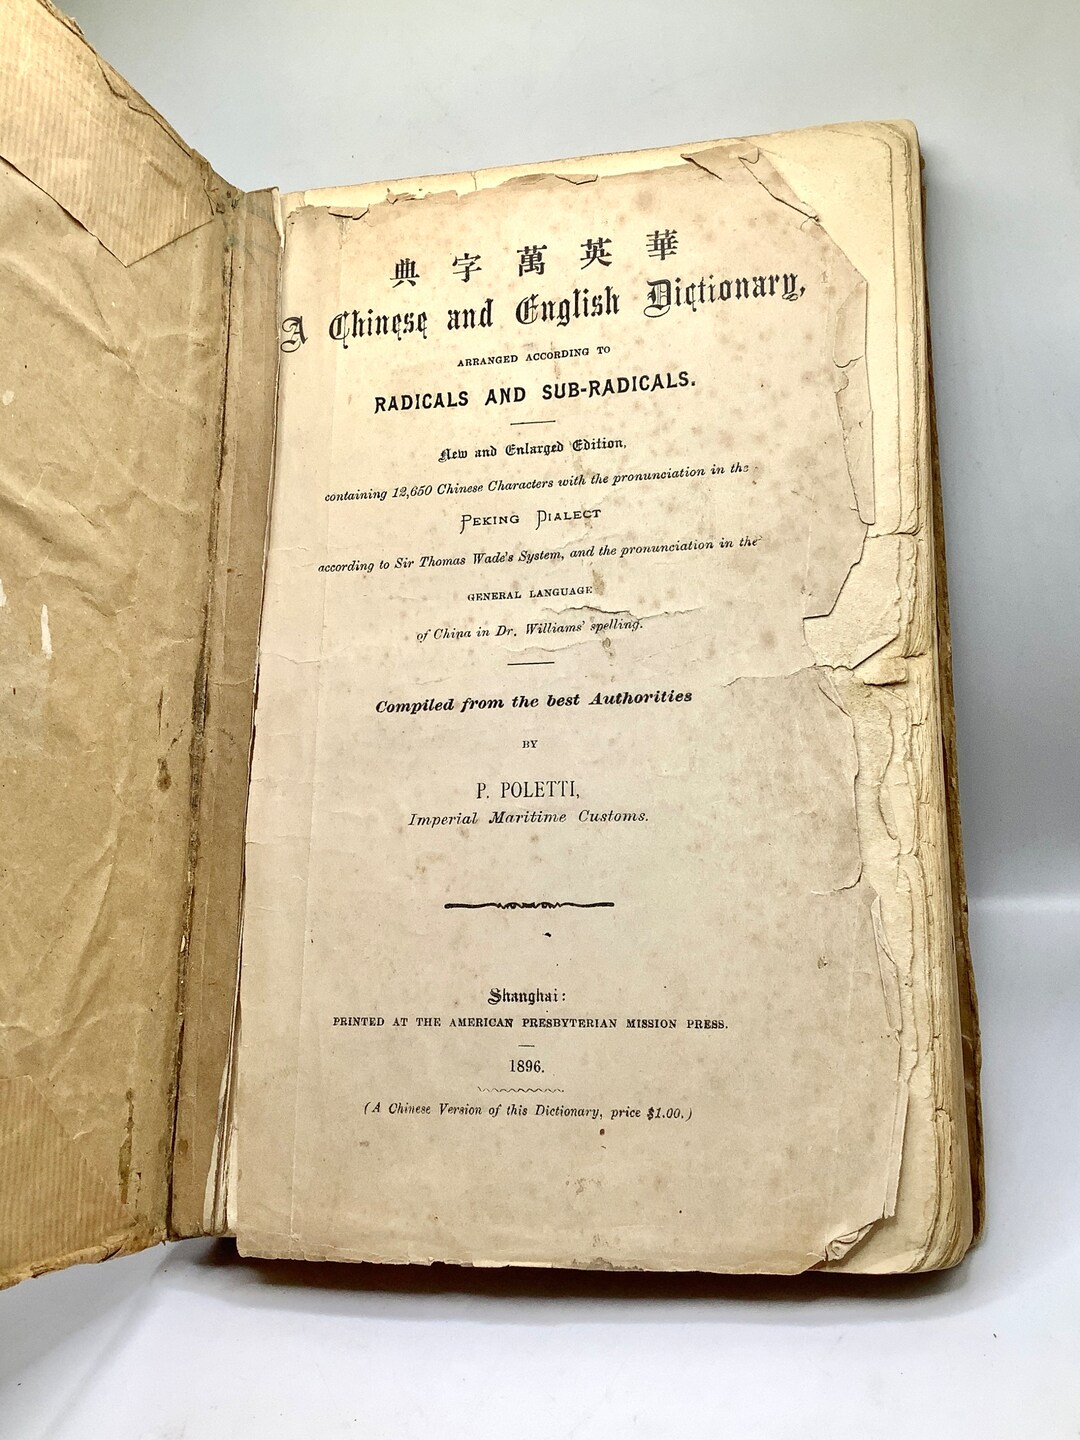 華英萬字典
A Chinese and English Dictionary,
ARRANGED ACCORDING TO
RADICALS AND SUB-RADICALS.
New and Enlarged Edition,
containing 12,650 Chinese Characters with the pronunciation in the
PEKING DIALECT
according to Sir Thomas Wade's System, and the pronunciation in the
GENERAL LANGUAGE
of China in Dr. Williams' spelling.
Compiled from the best Authorities
BY
P. POLETTI,
Imperial Maritime Customs.
Shanghai:
PRINTED AT THE AMERICAN PRESBYTERIAN MISSION PRESS.
1896.
(A Chinese Version of this Dictionary, price $1.00.)